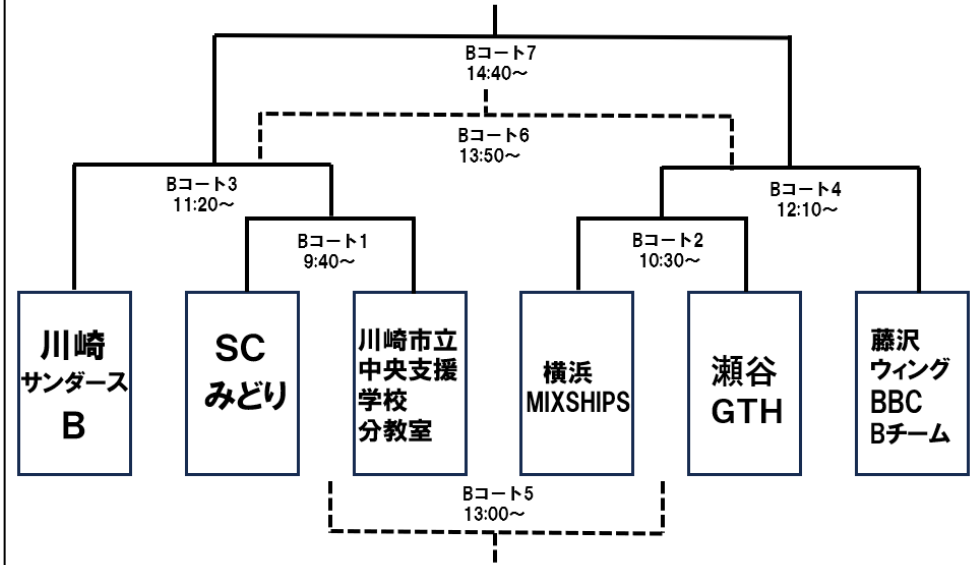 Bコート7
14:40～
Bコート6
13:50～
Bコート3
11:20～
Bコート4
12:10～
Bコート1
9:40～
Bコート2
10:30～
川崎
サンダース
B
SC
みどり
川崎市立
中央支援
学校
分教室
横浜
MIXSHIPS
瀬谷
GTH
藤沢
ウィング
BBC
Bチーム
Bコート5
13:00～